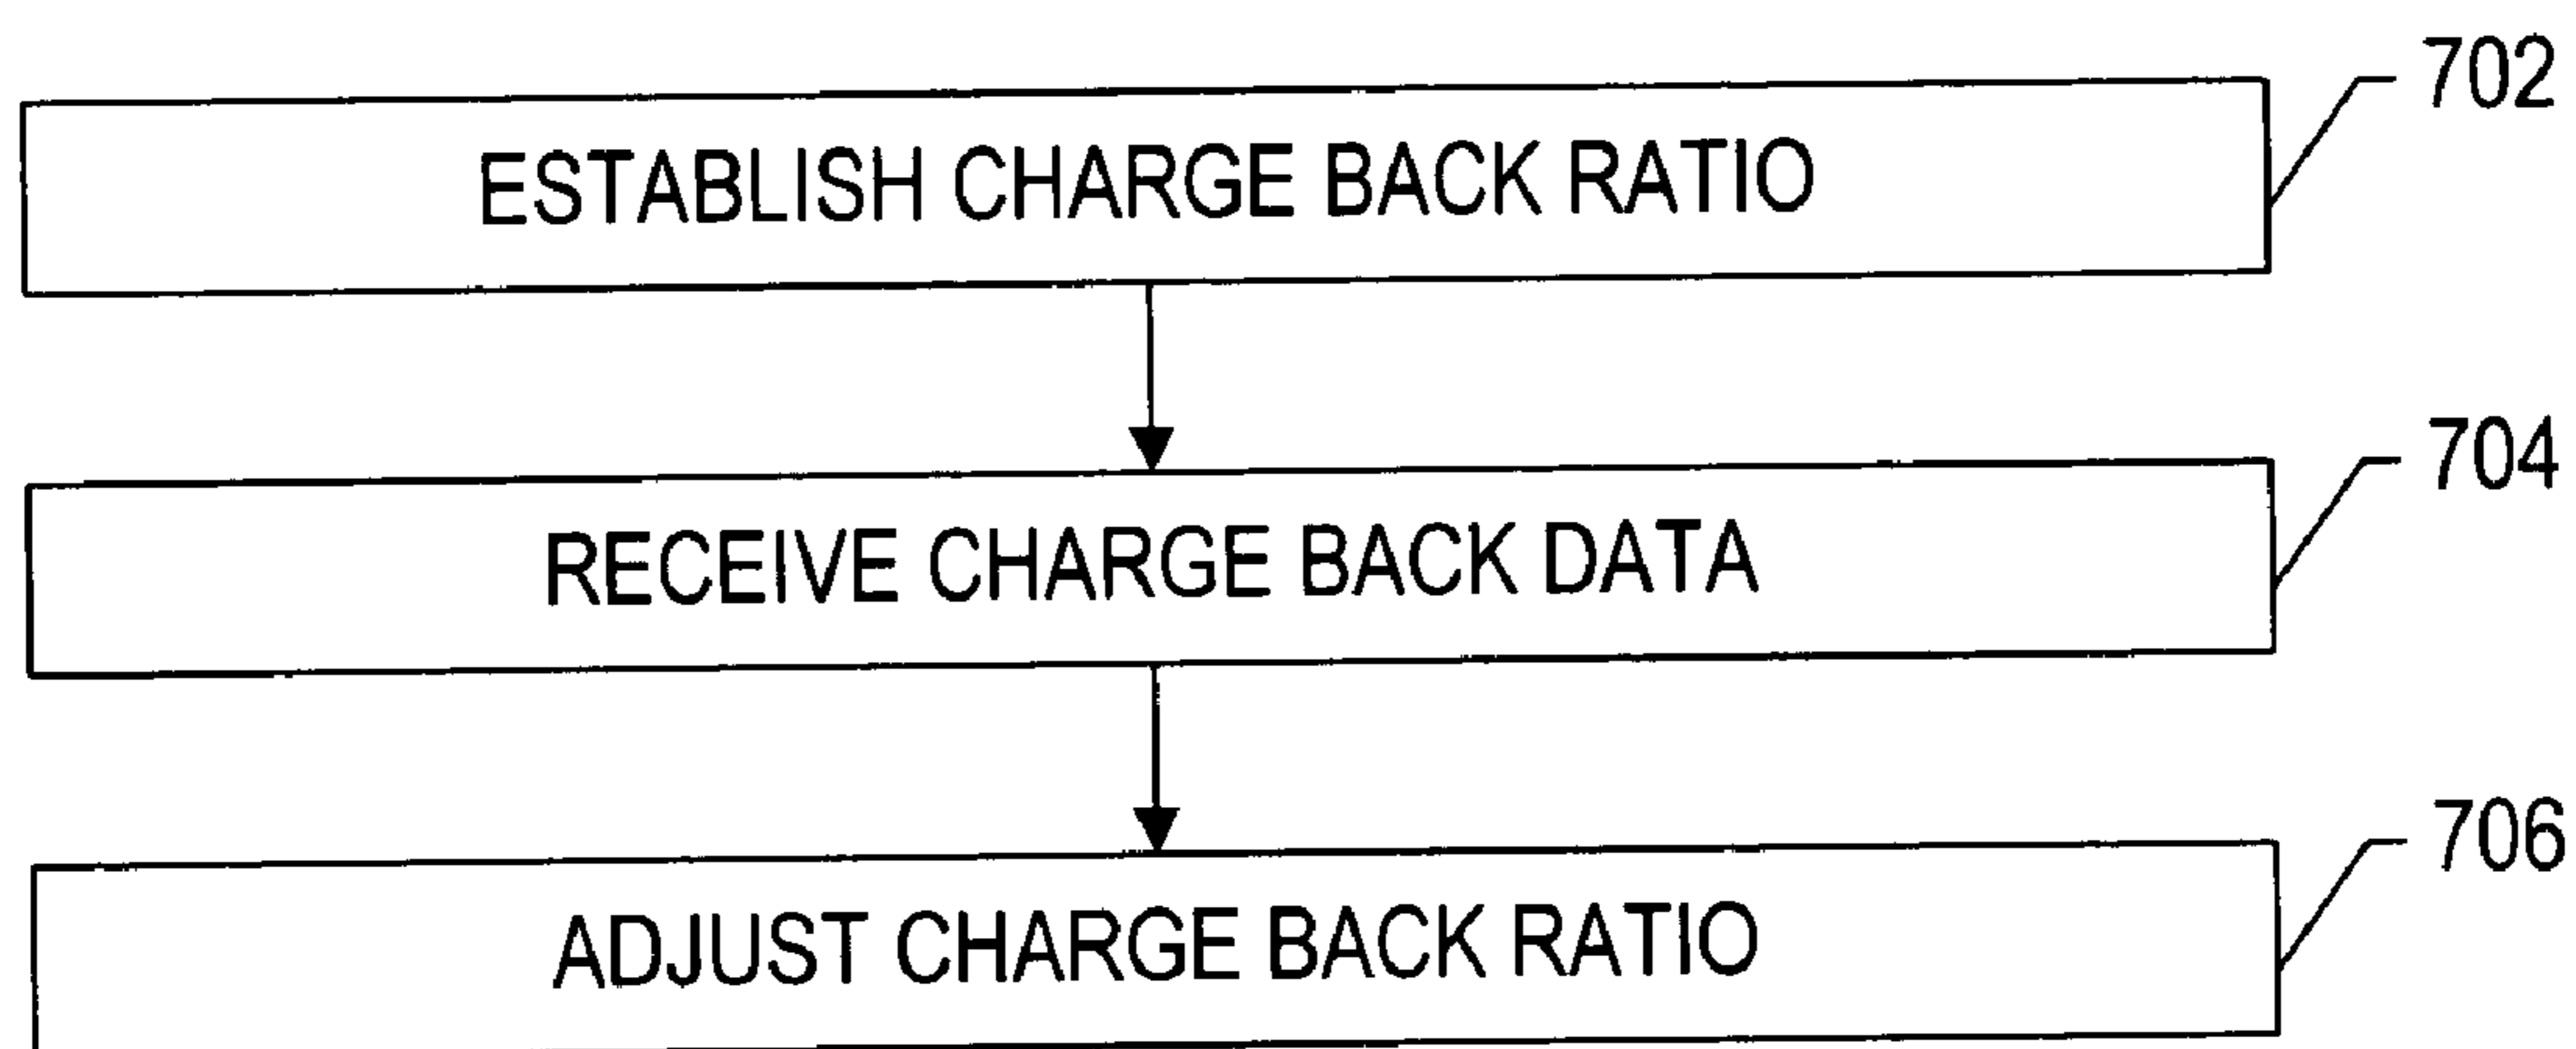 702
ESTABLISH CHARGE BACK RATIO
704
RECEIVE CHARGE BACK DATA
706
ADJUST CHARGE BACK RATIO